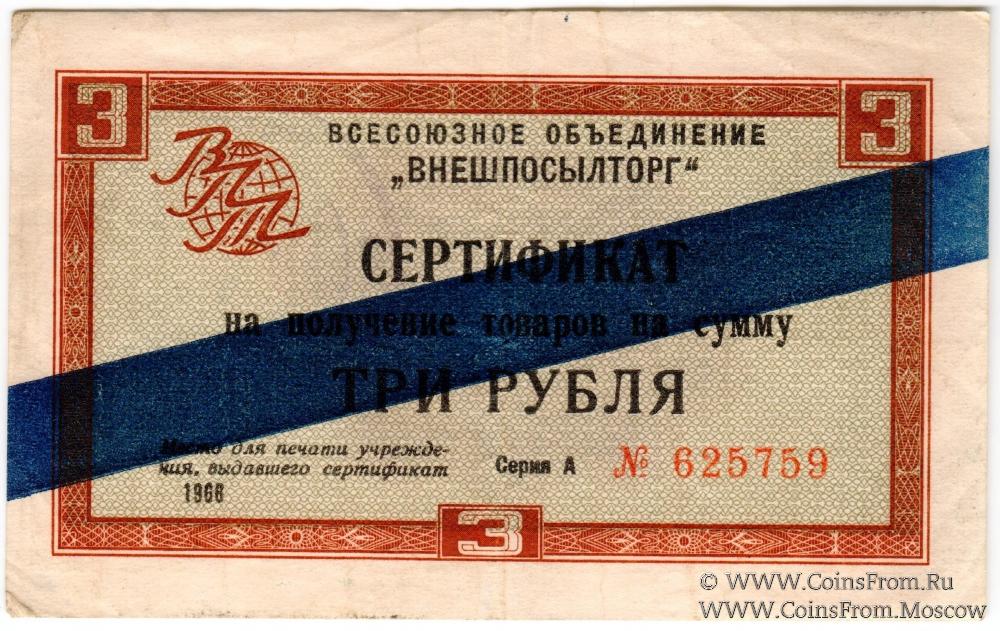 3
3
ВПТ
ВСЕСОЮЗНОЕ ОБЪЕДИНЕНИЕ
„ВНЕШПОСЫЛТОРГ“
СЕРТИФИКАТ
на получение товаров на сумму
ТРИ РУБЛЯ
Место для печати учрежде-
ния, выдавшего сертификат
1966
Серия А № 625759
3
© WWW.CoinsFrom.Ru
WWW.CoinsFrom.Moscow